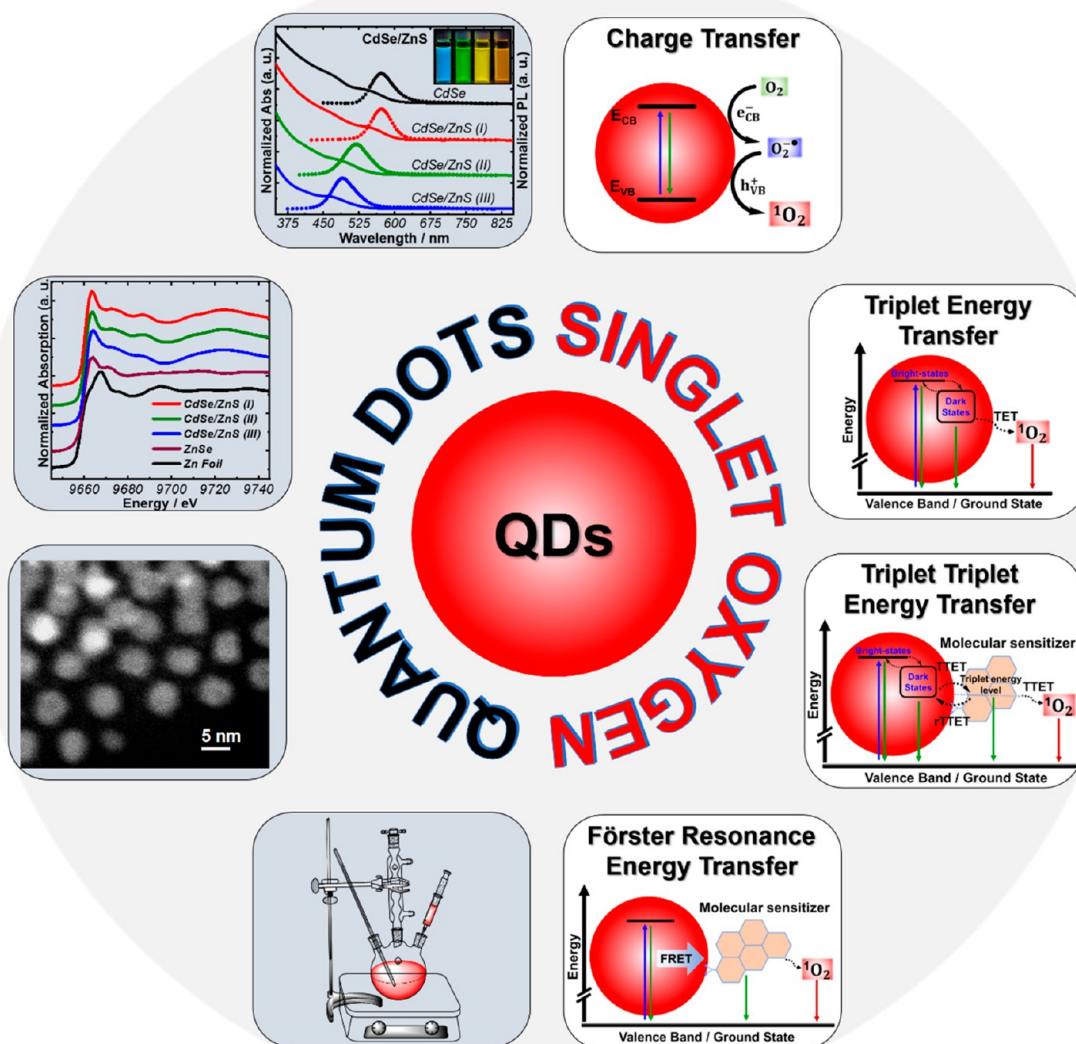 CdSe/ZnS
CdSe
CdSe/ZnS (I)
CdSe/ZnS (II)
CdSe/ZnS (III)
Normalized Abs (a. u.)
Normalized PL (a. u.)
375 450 525 600 675 750 825
Wavelength / nm
Charge Transfer
E_CB
E_VB
O₂
e⁻_CB
O₂⁻•
h⁺_VB
¹O₂
Normalized Absorption (a. u.)
CdSe/ZnS (I)
CdSe/ZnS (II)
CdSe/ZnS (III)
ZnSe
Zn Foil
9660 9680 9700 9720 9740
Energy / eV
QUANTUM DOTS
SINGLET OXYGEN
QDs
Triplet Energy
Transfer
Energy
Bright-states
Dark
States
TET
¹O₂
Valence Band / Ground State
5 nm
Triplet Triplet
Energy Transfer
Molecular sensitizer
Energy
Bright-states
Dark
States
TTET
rTTET
Triplet energy
level
TTET
¹O₂
Valence Band / Ground State
Förster Resonance
Energy Transfer
Molecular sensitizer
Energy
FRET
¹O₂
Valence Band / Ground State